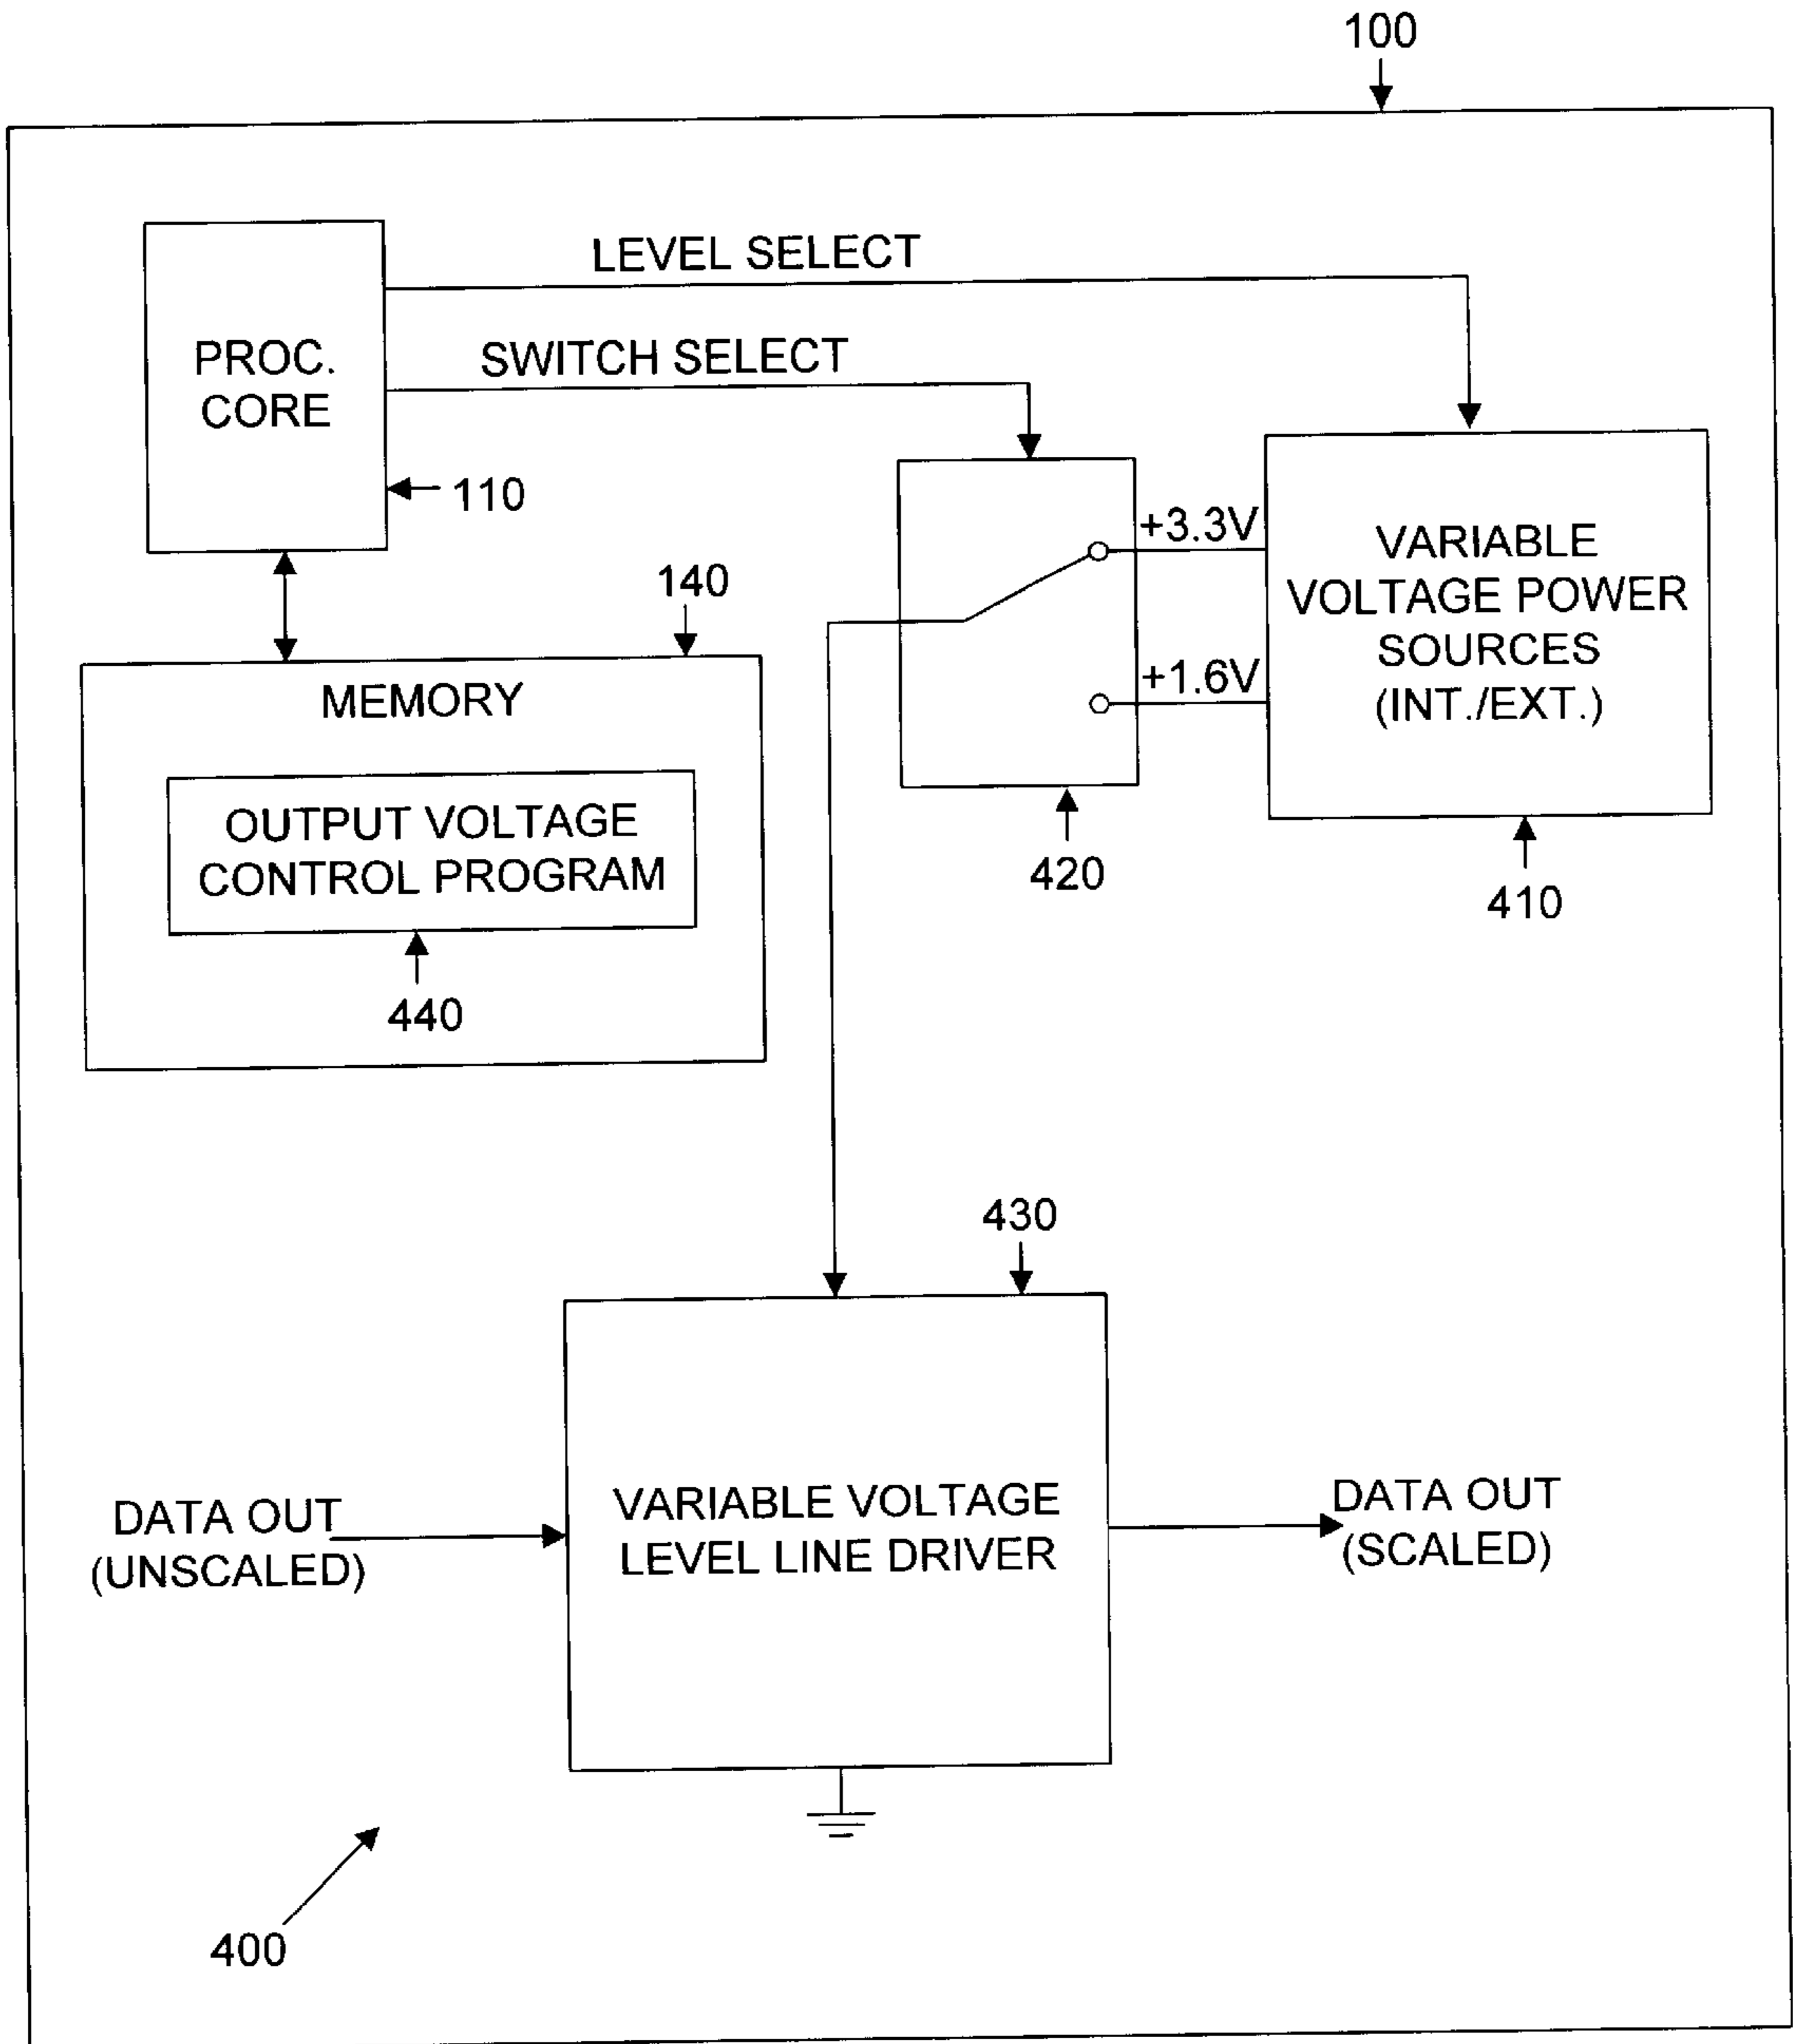 100
LEVEL SELECT
SWITCH SELECT
PROC.
CORE
110
+3.3V
+1.6V
VARIABLE
VOLTAGE POWER
SOURCES
(INT./EXT.)
140
MEMORY
OUTPUT VOLTAGE
CONTROL PROGRAM
440
420
410
430
DATA OUT
(UNSCALED)
VARIABLE VOLTAGE
LEVEL LINE DRIVER
DATA OUT
(SCALED)
400